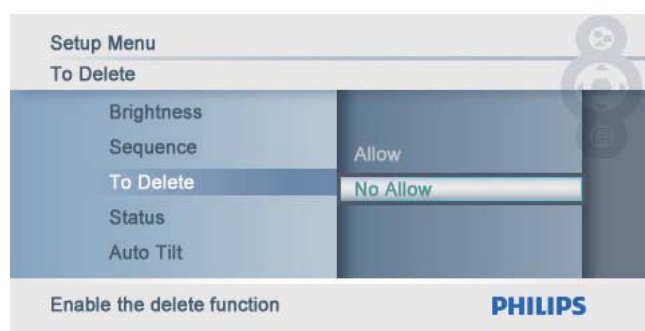 Setup Menu
To Delete
Brightness
Sequence
To Delete
Status
Auto Tilt
Allow
No Allow
Enable the delete function
PHILIPS